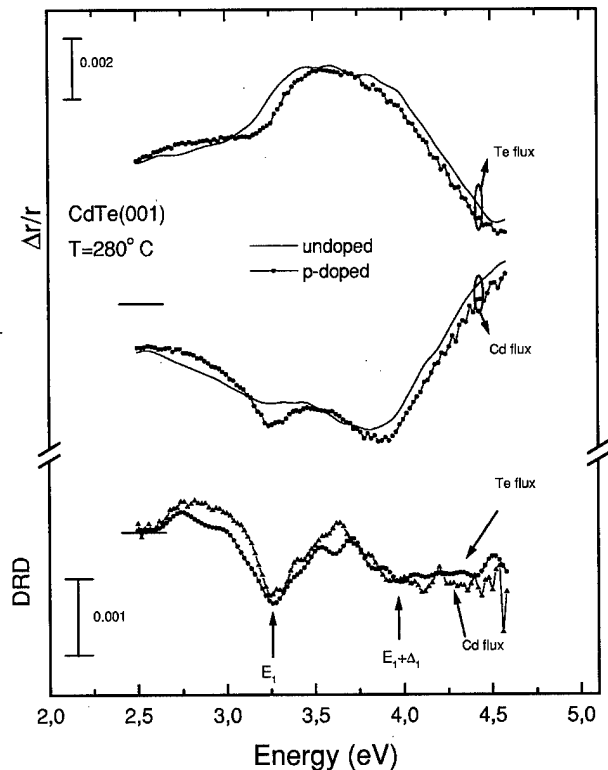 0.002
Te flux
Δr/r
CdTe(001)
T=280° C
undoped
p-doped
Cd flux
Te flux
DRD
0.001
Cd flux
E₁
E₁+Δ₁
2,0 2,5 3,0 3,5 4,0 4,5 5,0
Energy (eV)